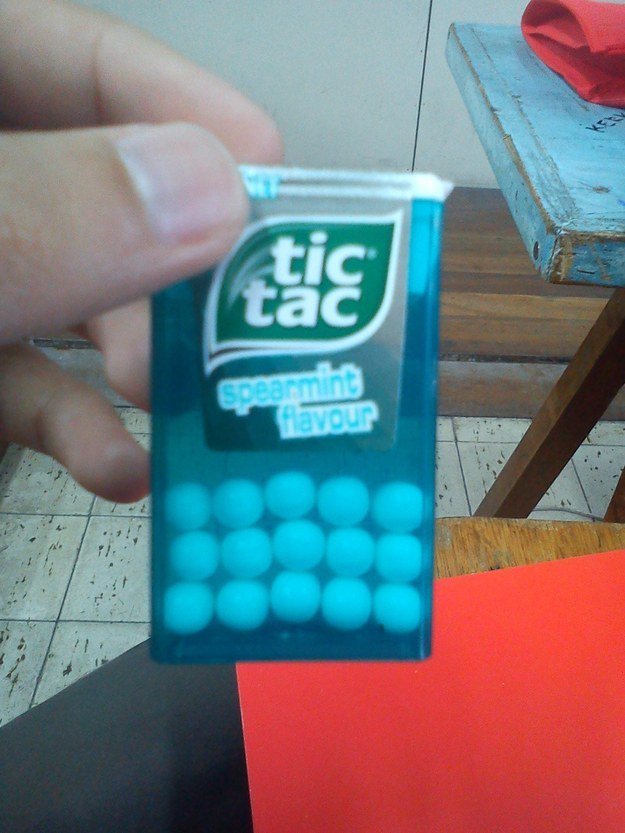 tic
tac
spearmint
flavour